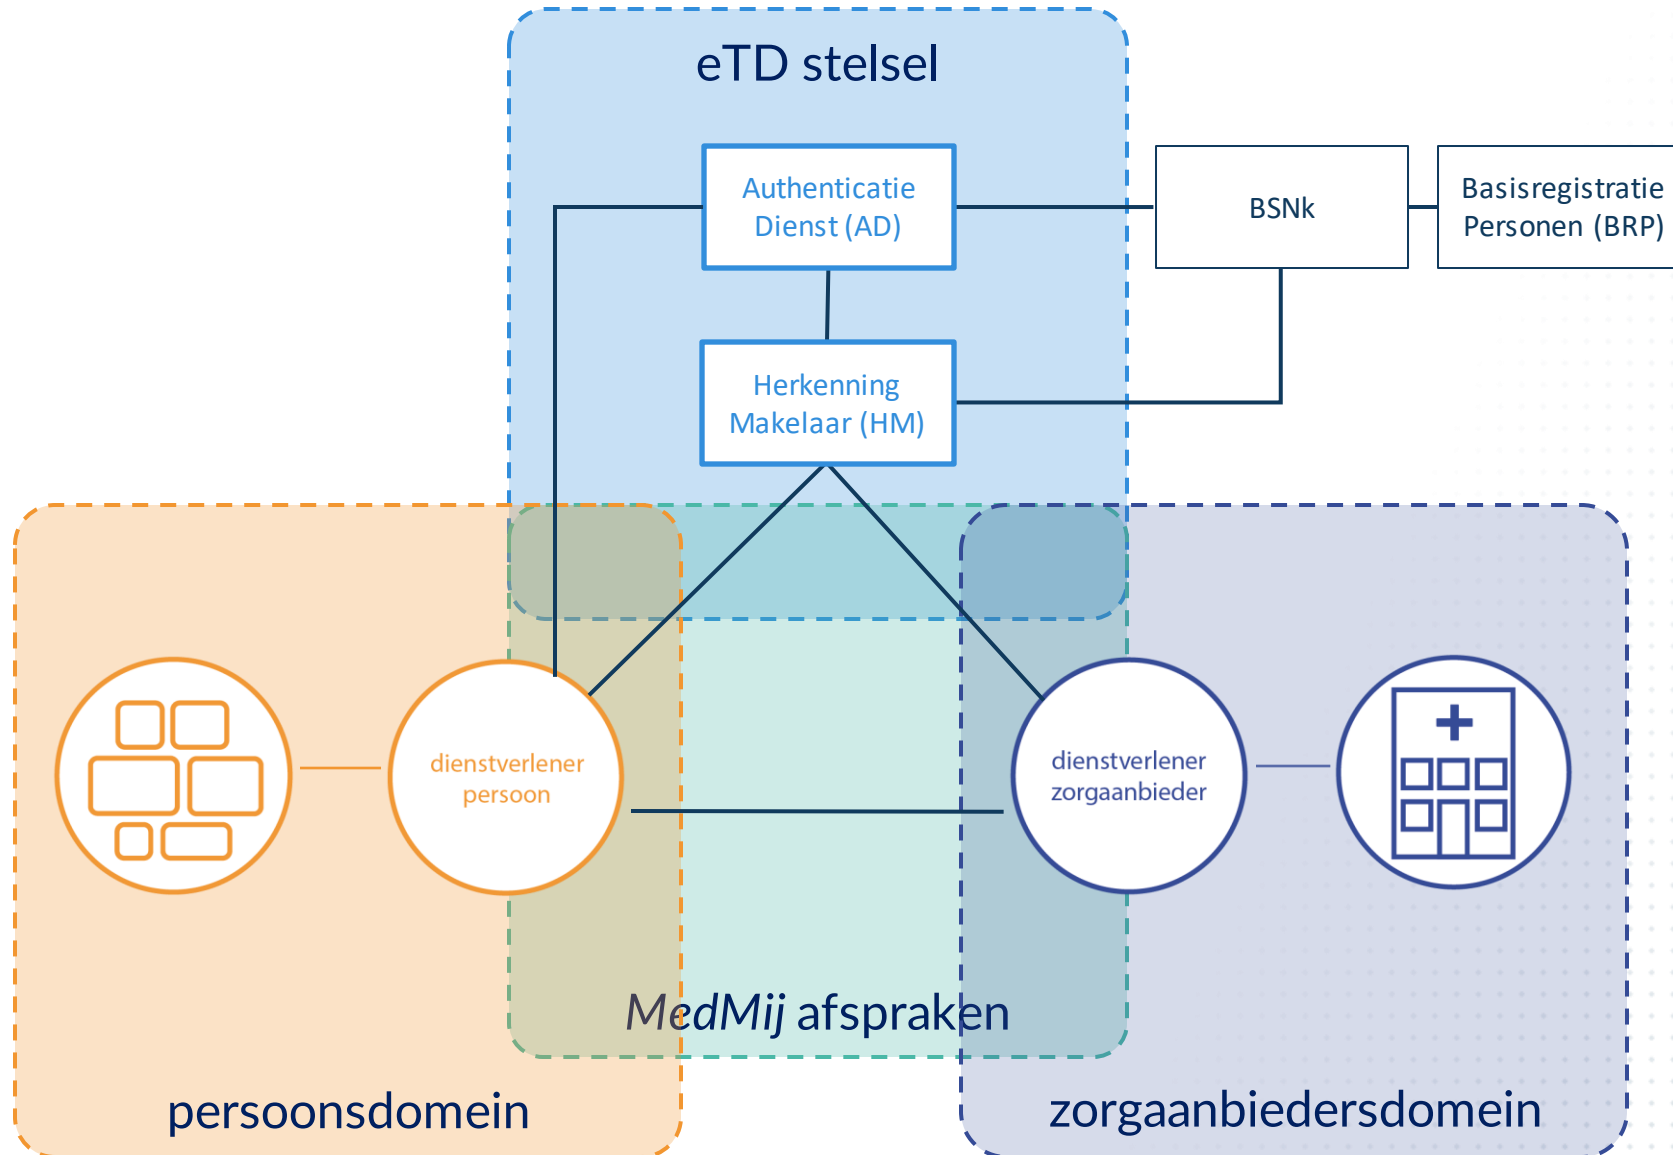 eTD stelsel
Authenticatie
Dienst (AD)
BSNk
Basisregistratie
Personen (BRP)
Herkenning
Makelaar (HM)
dienstverlener
persoon
dienstverlener
zorgaanbieder
MedMij afspraken
persoonsdomein
zorgaanbiedersdomein